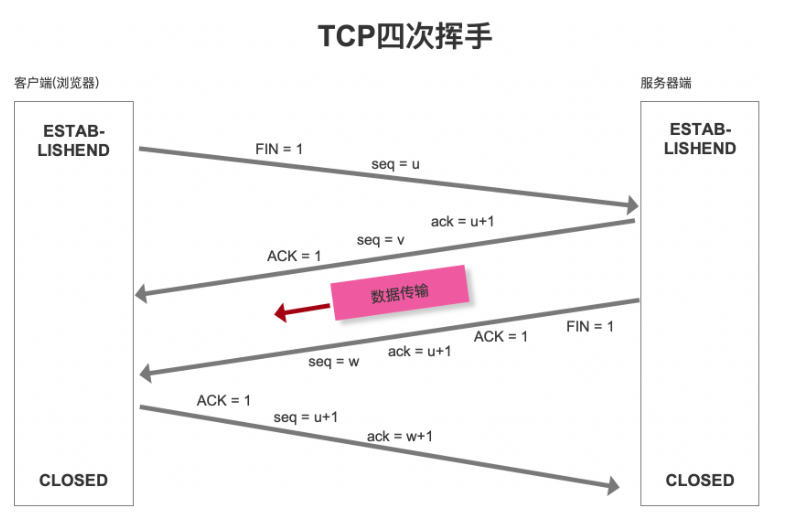 TCP四次挥手
客户端(浏览器)
服务器端
ESTAB-
LISHEND
ESTAB-
LISHEND
FIN = 1
seq = u
ack = u+1
seq = v
ACK = 1
数据传输
FIN = 1
ACK = 1
ack = u+1
seq = w
ACK = 1
seq = u+1
ack = w+1
CLOSED
CLOSED